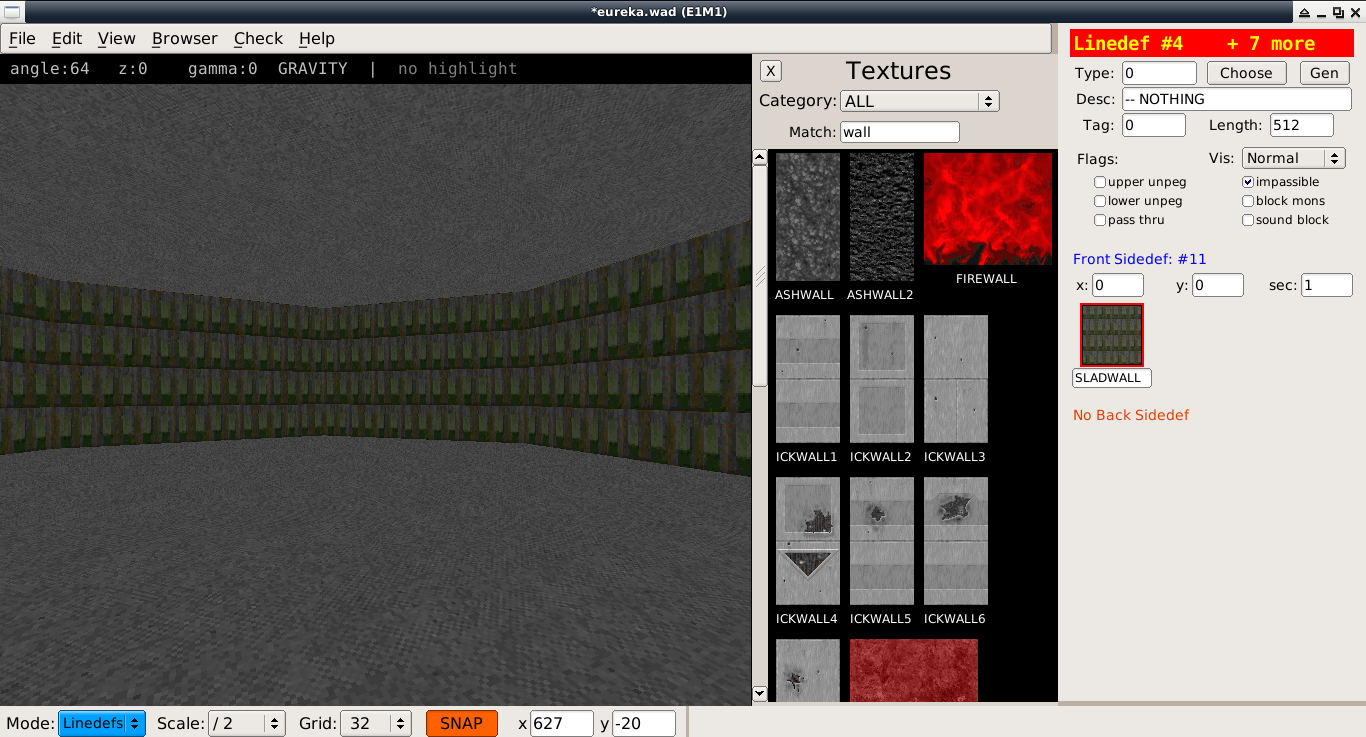 *eureka.wad (E1M1)
File Edit View Browser Check Help
angle:64 z:0 gamma:0 GRAVITY | no highlight
X Textures
Category: ALL
Match: wall
ASHWALL ASHWALL2 FIREWALL
ICKWALL1 ICKWALL2 ICKWALL3
ICKWALL4 ICKWALL5 ICKWALL6
Linedef #4 + 7 more
Type: 0 Choose Gen
Desc: -- NOTHING
Tag: 0 Length: 512
Flags: Vis: Normal
upper unpeg impassible
lower unpeg block mons
pass thru sound block
Front Sidedef: #11
x: 0 y: 0 sec: 1
SLADWALL
No Back Sidedef
Mode: Linedefs Scale: / 2 Grid: 32 SNAP x 627 y -20